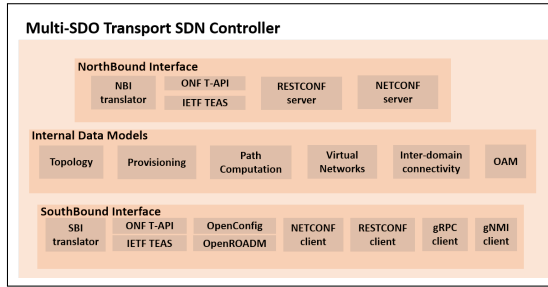 Multi-SDO Transport SDN Controller
NorthBound Interface
NBI
translator
ONF T-API
IETF TEAS
RESTCONF
server
NETCONF
server
Internal Data Models
Topology
Provisioning
Path
Computation
Virtual
Networks
Inter-domain
connectivity
OAM
SouthBound Interface
SBI
translator
ONF T-API
IETF TEAS
OpenConfig
OpenROADM
NETCONF
client
RESTCONF
client
gRPC
client
gNMI
client